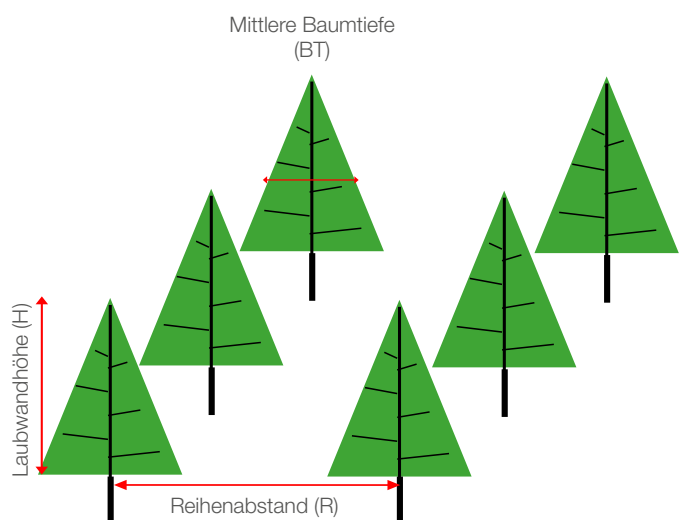 Mittlere Baumtiefe
(BT)
Laubwandhöhe (H)
Reihenabstand (R)